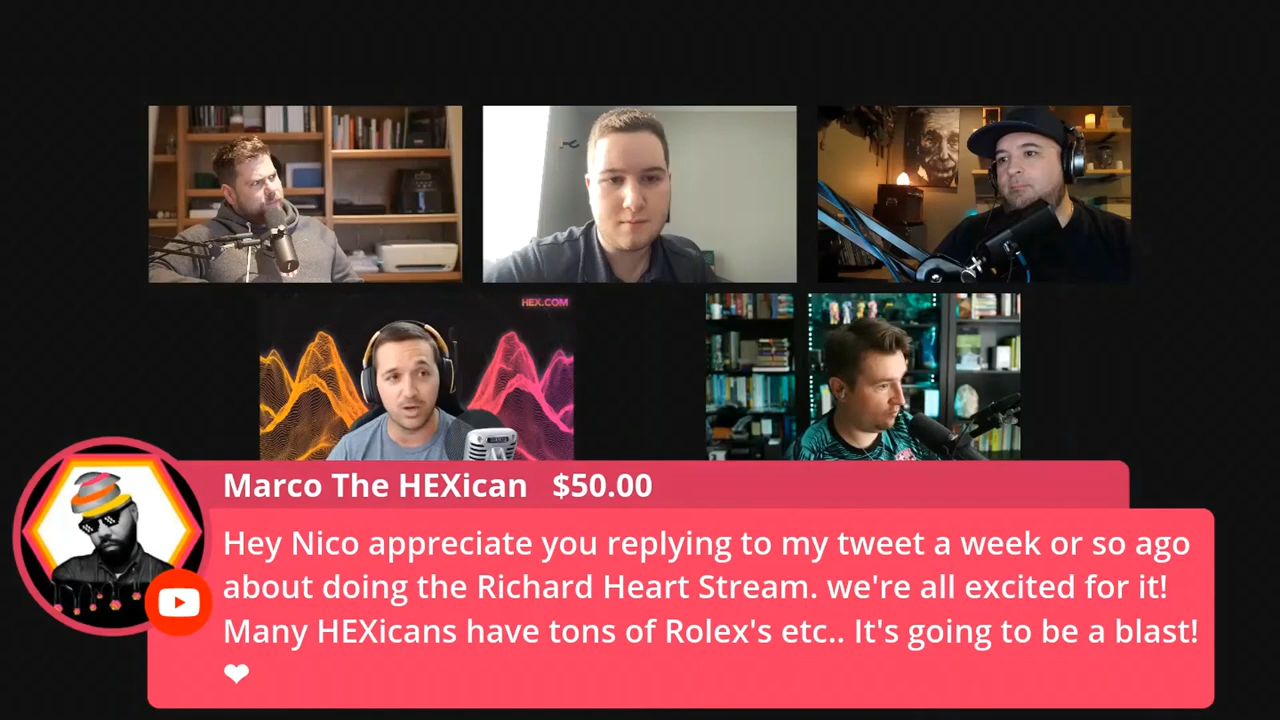 HEX.COM
Marco The HEXican $50.00
Hey Nico appreciate you replying to my tweet a week or so ago
about doing the Richard Heart Stream. we're all excited for it!
Many HEXicans have tons of Rolex's etc.. It's going to be a blast!
❤